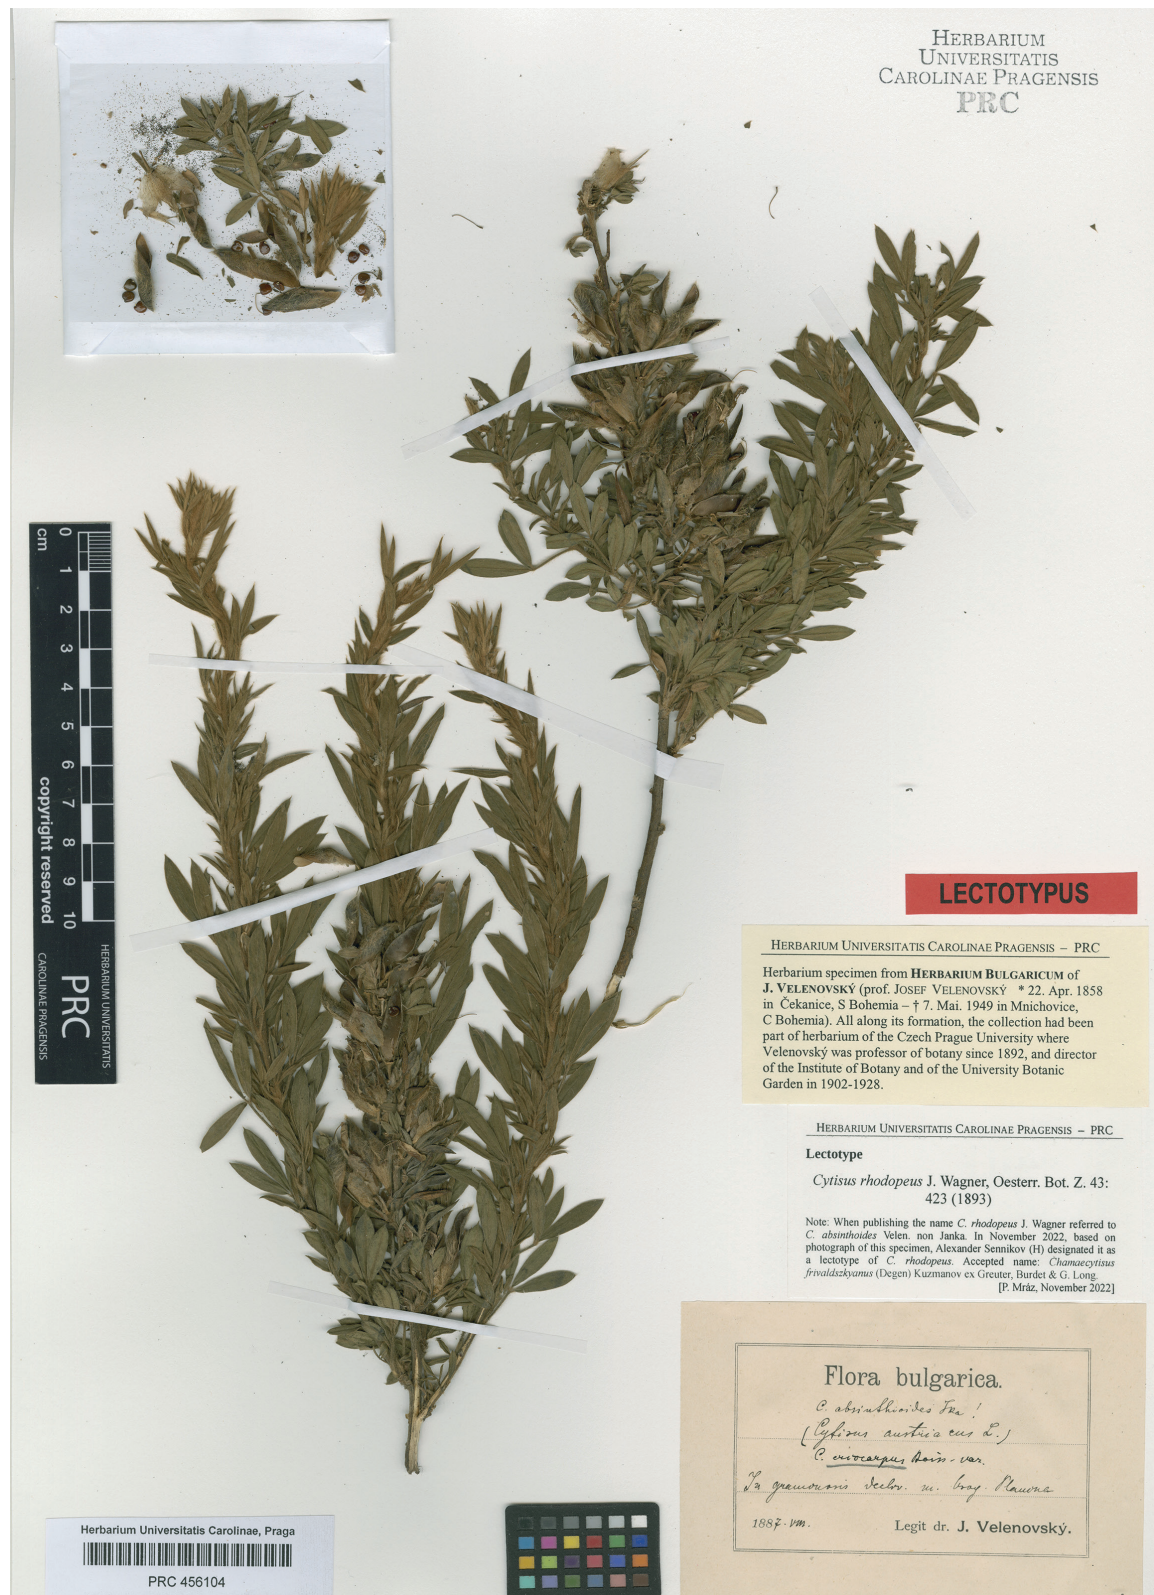 HERBARIUM
UNIVERSITATIS
CAROLINAE PRAGENSIS
PRC
cm
0
1
2
3
4
5
6
7
8
9
10
copyright reserved
PRC
HERBARIUM UNIVERSITATIS
CAROLINAE PRAGENSIS
LECTOTYPUS
HERBARIUM UNIVERSITATIS CAROLINAE PRAGENSIS – PRC
Herbarium specimen from HERBARIUM BULGARICUM of
J. VELENOVSKÝ (prof. JOSEF VELENOVSKÝ * 22. Apr. 1858
in Čekanice, S Bohemia – † 7. Mai. 1949 in Mnichovice,
C Bohemia). All along its formation, the collection had been
part of herbarium of the Czech Prague University where
Velenovský was professor of botany since 1892, and director
of the Institute of Botany and of the University Botanic
Garden in 1902-1928.
HERBARIUM UNIVERSITATIS CAROLINAE PRAGENSIS – PRC
Lectotype
Cytisus rhodopeus J. Wagner, Oesterr. Bot. Z. 43:
423 (1893)
Note: When publishing the name C. rhodopeus J. Wagner referred to
C. absinthoides Velen. non Janka. In November 2022, based on
photograph of this specimen, Alexander Sennikov (H) designated it as
a lectotype of C. rhodopeus. Accepted name: Chamaecytisus
frivaldszkyanus (Degen) Kuzmanov ex Greuter, Burdet & G. Long.
[P. Mráz, November 2022]
Flora bulgarica.
C. absinthioides Jka !
(Cytisus austriacus L.)
C. eriocarpus Boiss. var.
In declv. m.
1887. VIII.
Legit dr. J. Velenovský.
Herbarium Universitatis Carolinae, Praga
PRC 456104